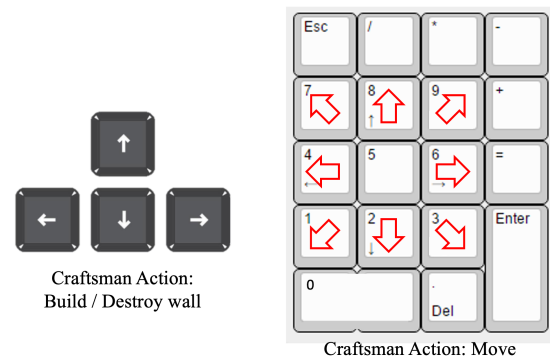 Esc / * -
7 8 9 +
↑
4 5 6 =
← →
1 2 3 Enter
↓
0 .
Del
↑
← ↓ →
Craftsman Action:
Build / Destroy wall
Craftsman Action: Move